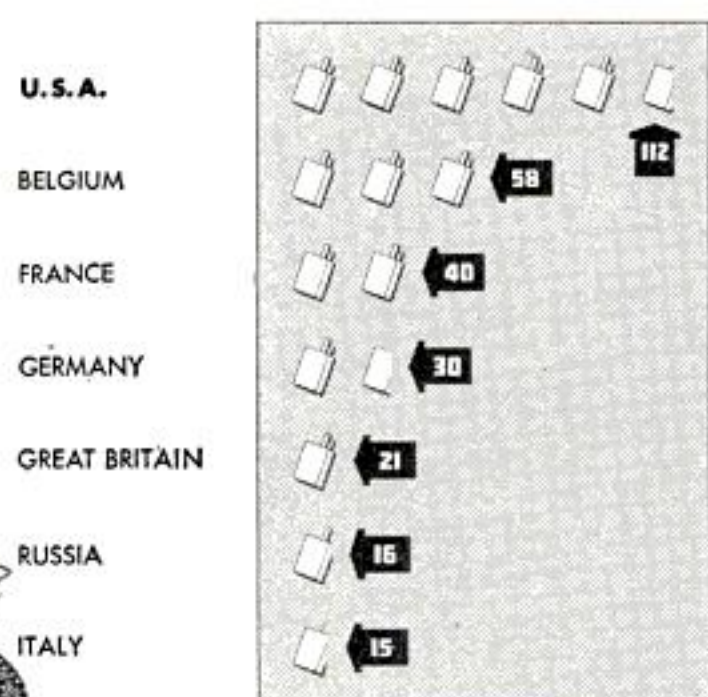 U.S.A.
112
BELGIUM 58
FRANCE 40
GERMANY 30
GREAT BRITAIN 21
RUSSIA 16
ITALY 15